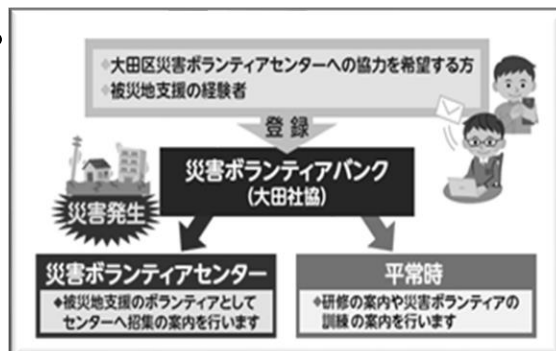 ◆大田区災害ボランティアセンターへの協力を希望する方
◆被災地支援の経験者
登録
災害ボランティアバンク
(大田社協)
災害発生
災害ボランティアセンター
◆被災地支援のボランティアとして
センターへ招集の案内を行います
平常時
◆研修の案内や災害ボランティアの
訓練の案内を行います